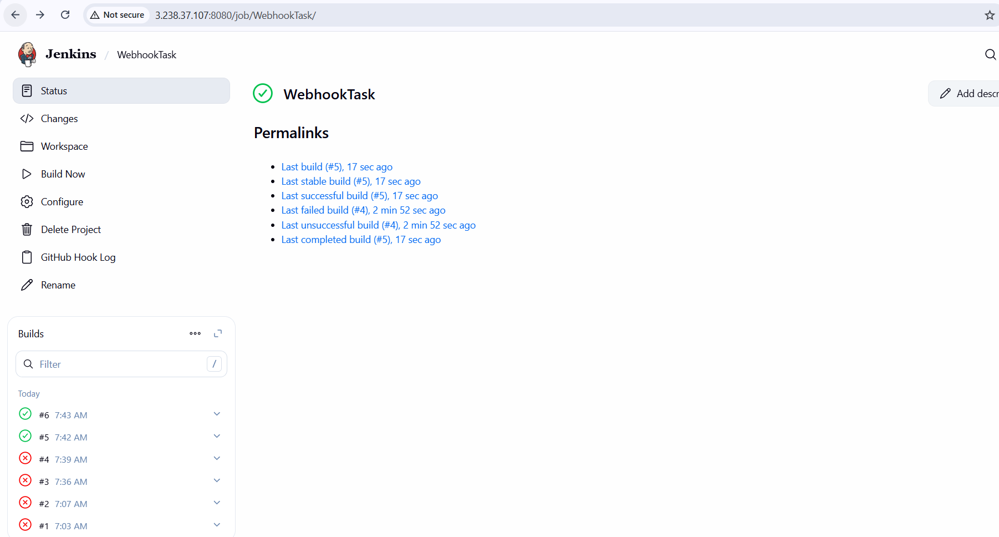 Not secure 3.238.37.107:8080/job/WebhookTask/
Jenkins / WebhookTask
Status
Changes
Workspace
Build Now
Configure
Delete Project
GitHub Hook Log
Rename
WebhookTask
Add descr
Permalinks
Last build (#5), 17 sec ago
Last stable build (#5), 17 sec ago
Last successful build (#5), 17 sec ago
Last failed build (#4), 2 min 52 sec ago
Last unsuccessful build (#4), 2 min 52 sec ago
Last completed build (#5), 17 sec ago
Builds
Filter /
Today
#6 7:43 AM
#5 7:42 AM
#4 7:39 AM
#3 7:36 AM
#2 7:07 AM
#1 7:03 AM